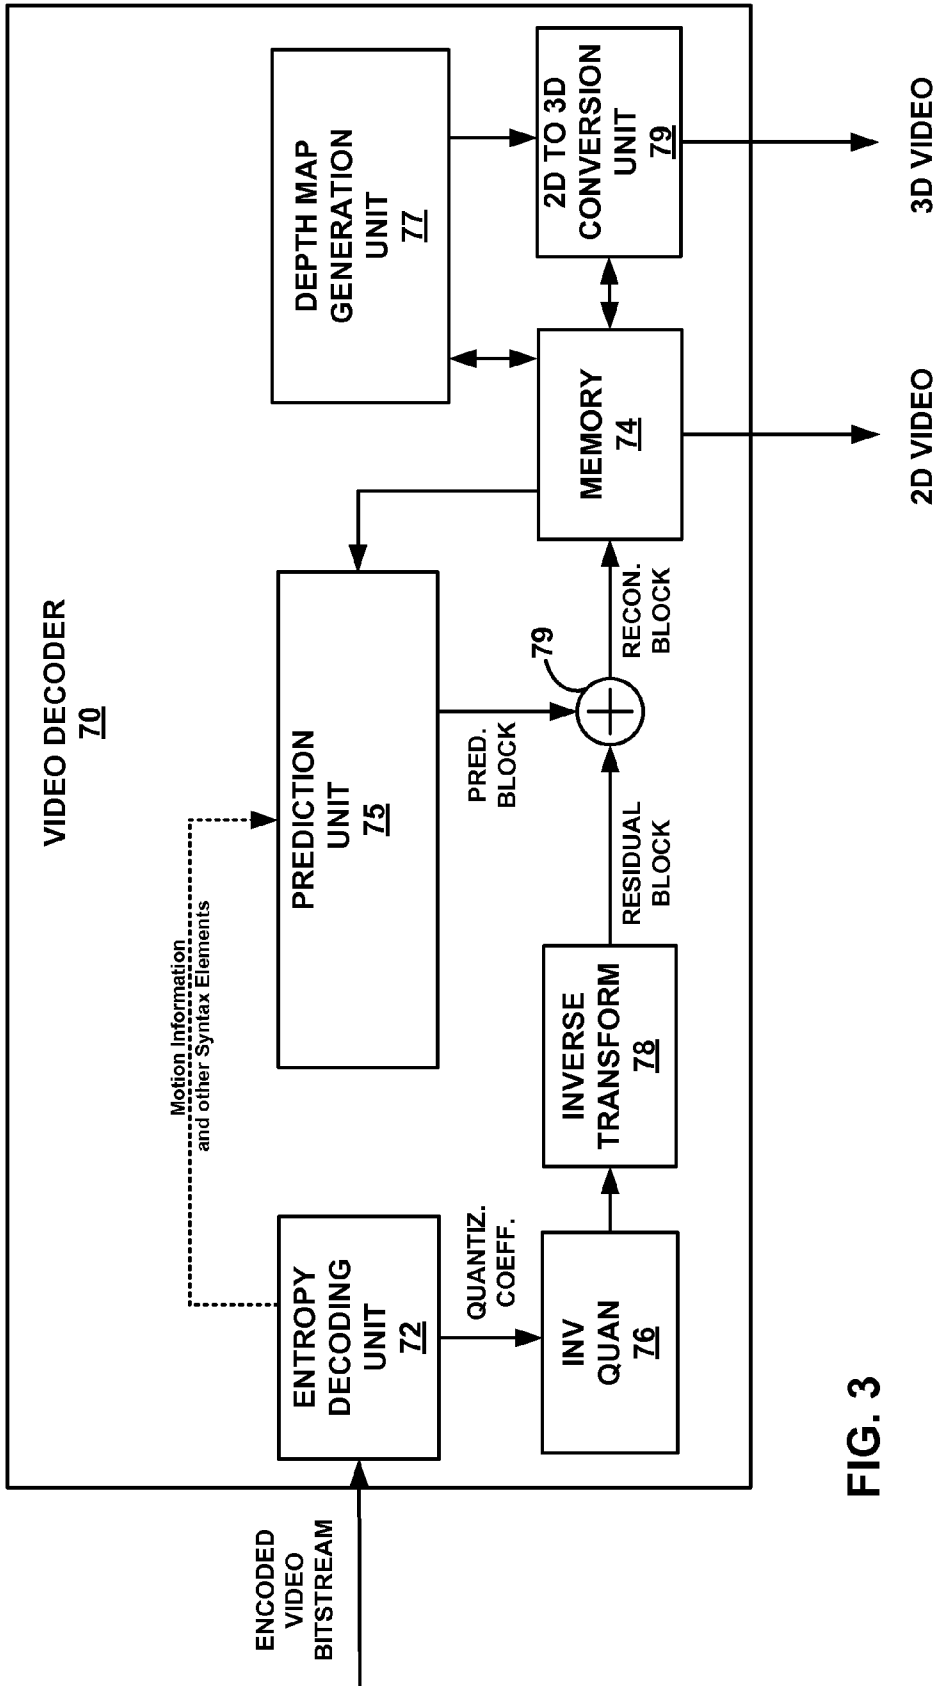 VIDEO DECODER
70
ENCODED
VIDEO
BITSTREAM
ENTROPY
DECODING
UNIT
72
Motion Information
and other Syntax Elements
QUANTIZ.
COEFF.
INV
QUAN
76
INVERSE
TRANSFORM
78
RESIDUAL
BLOCK
PREDICTION
UNIT
75
PRED.
BLOCK
79
RECON.
BLOCK
MEMORY
74
DEPTH MAP
GENERATION
UNIT
77
2D TO 3D
CONVERSION
UNIT
79
2D VIDEO
3D VIDEO
FIG. 3